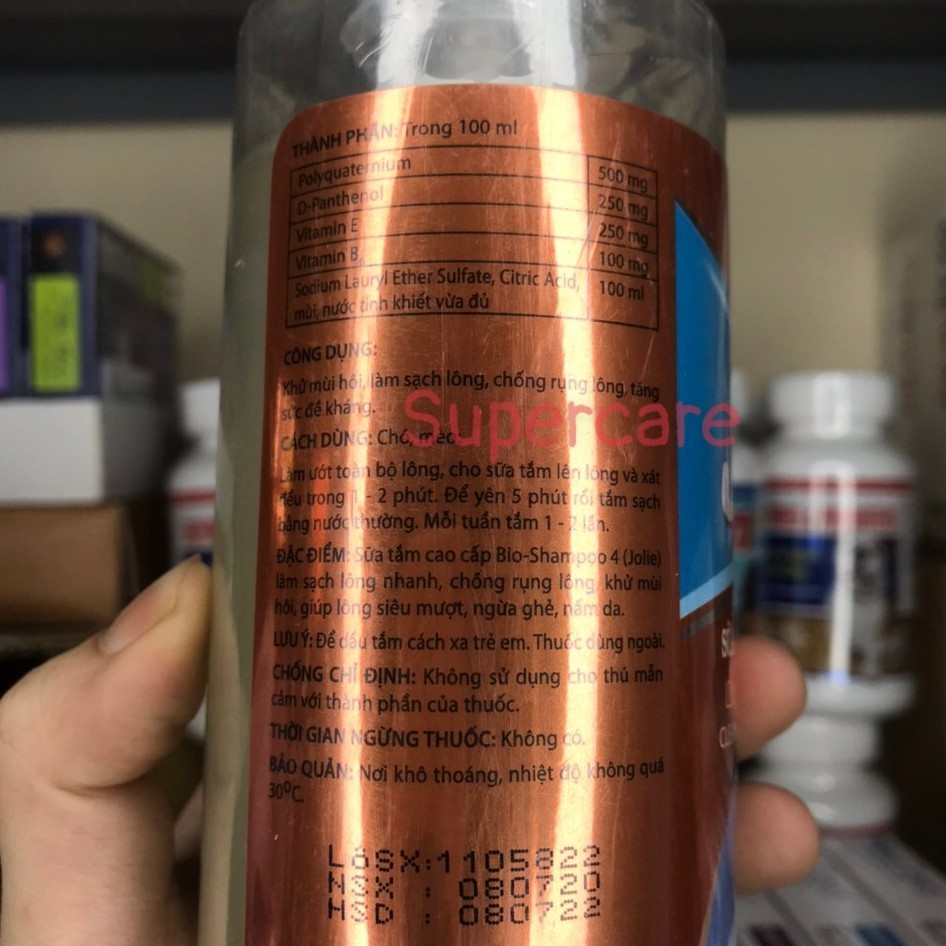 THÀNH PHẦN: Trong 100 ml
Polyquaternium 500 mg
D-Panthenol 250 mg
Vitamin E 250 mg
Vitamin B₆ 100 mg
Sodium Lauryl Ether Sulfate, Citric Acid, 100 ml
mùi, nước tinh khiết vừa đủ
CÔNG DỤNG:
Khử mùi hôi, làm sạch lông, chống rụng lông, tăng
sức đề kháng.
Supercare
CÁCH DÙNG: Chó, mèo
Làm ướt toàn bộ lông, cho sữa tắm lên lông và xát
đều trong 1 - 2 phút. Để yên 5 phút rồi tắm sạch
bằng nước thường. Mỗi tuần tắm 1 - 2 lần.
ĐẶC ĐIỂM: Sữa tắm cao cấp Bio-Shampoo 4 (Jolie)
làm sạch lông nhanh, chống rụng lông, khử mùi
hôi, giúp lông siêu mượt, ngừa ghẻ, nấm da.
LƯU Ý: Để dầu tắm cách xa trẻ em. Thuốc dùng ngoài.
CHỐNG CHỈ ĐỊNH: Không sử dụng cho thú mẫn
cảm với thành phần của thuốc.
THỜI GIAN NGỪNG THUỐC: Không có.
BẢO QUẢN: Nơi khô thoáng, nhiệt độ không quá
30⁰C.
LôSX:1105822
NSX : 080720
HSD : 080722